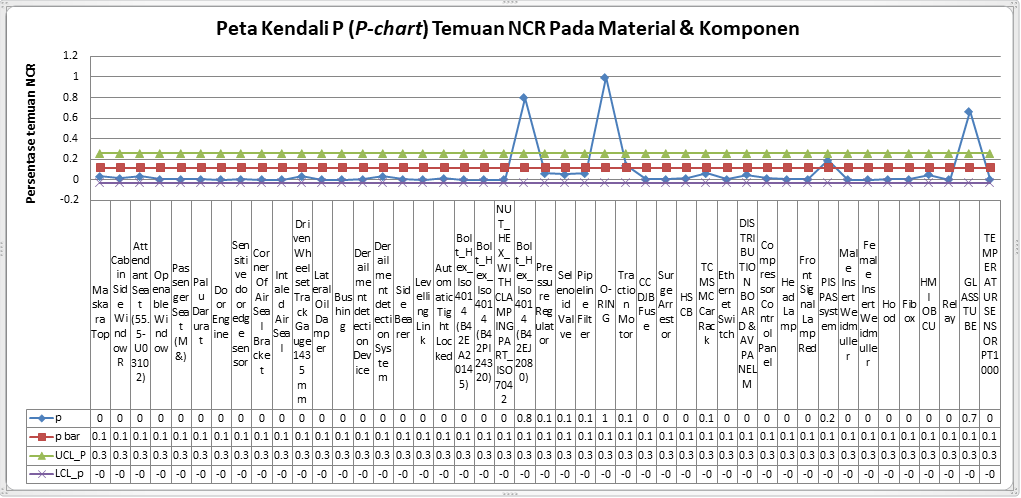 Peta Kendali P (P-chart) Temuan NCR Pada Material & Komponen
Persentase temuan NCR
1.2
1
0.8
0.6
0.4
0.2
0
-0.2
Maskara Top
Cabin Side Window R
Attendant Seat (55.5-U03102)
Openable Window
Passenger Seat (M&)
Palu Darurat
Door Engine
Sensitive door edge sensor
Corner Of Air Seal Bracket
Intaled Air Seal
Driven Wheelset Track Gauge 1435 mm
Lateral Oil Damper
Bushing
Derailment detection Device
Derailment detction System
Side Bearer
Levelling Link
Automatic Tight Locked
Bolt_Hex_Iso 4014 (B42EA20145)
Bolt_Hex_Iso 4014 (B42PI24320)
NUT_HEX_WITH CLAMPING PART_ISO 7042
Bolt_Hex_Iso 4014 (B42EJ2080)
Pressure Regulator
Selenoid Valve
Pipeline Filter
O-RING
Traction Motor
CC DJB Fuse
Surge Arrestor
HSCB
TCMS MC Car Rack
Ethernet Switch
DISTRIBUTION BOARD & AV PANEL M
Compressor Control Panel
Head Lamp
Front Signal Lamp Red
PIS PAS system
Male Insert Weidmuller
Female Insert Weidmuller
Hood
Fibox
HMI OBCU
Relay
GLASS TUBE
TEMPERATUR SENSOR PT1000
p 0 0 0 0 0 0 0 0 0 0 0 0 0 0 0 0 0 0 0 0 0 0.8 0.1 0.1 0.1 1 0.1 0 0 0 0.1 0 0 0 0 0 0.2 0 0 0 0 0 0 0.7 0
p bar 0.1 0.1 0.1 0.1 0.1 0.1 0.1 0.1 0.1 0.1 0.1 0.1 0.1 0.1 0.1 0.1 0.1 0.1 0.1 0.1 0.1 0.1 0.1 0.1 0.1 0.1 0.1 0.1 0.1 0.1 0.1 0.1 0.1 0.1 0.1 0.1 0.1 0.1 0.1 0.1 0.1 0.1 0.1 0.1 0.1
UCL_P 0.3 0.3 0.3 0.3 0.3 0.3 0.3 0.3 0.3 0.3 0.3 0.3 0.3 0.3 0.3 0.3 0.3 0.3 0.3 0.3 0.3 0.3 0.3 0.3 0.3 0.3 0.3 0.3 0.3 0.3 0.3 0.3 0.3 0.3 0.3 0.3 0.3 0.3 0.3 0.3 0.3 0.3 0.3 0.3 0.3
LCL_p -0 -0 -0 -0 -0 -0 -0 -0 -0 -0 -0 -0 -0 -0 -0 -0 -0 -0 -0 -0 -0 -0 -0 -0 -0 -0 -0 -0 -0 -0 -0 -0 -0 -0 -0 -0 -0 -0 -0 -0 -0 -0 -0 -0 -0